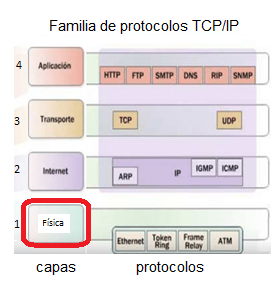 Familia de protocolos TCP/IP
4 Aplicación HTTP FTP SMTP DNS RIP SNMP
3 Transporte TCP UDP
2 Internet ARP IP IGMP ICMP
1 Física Ethernet Token Ring Frame Relay ATM
capas protocolos